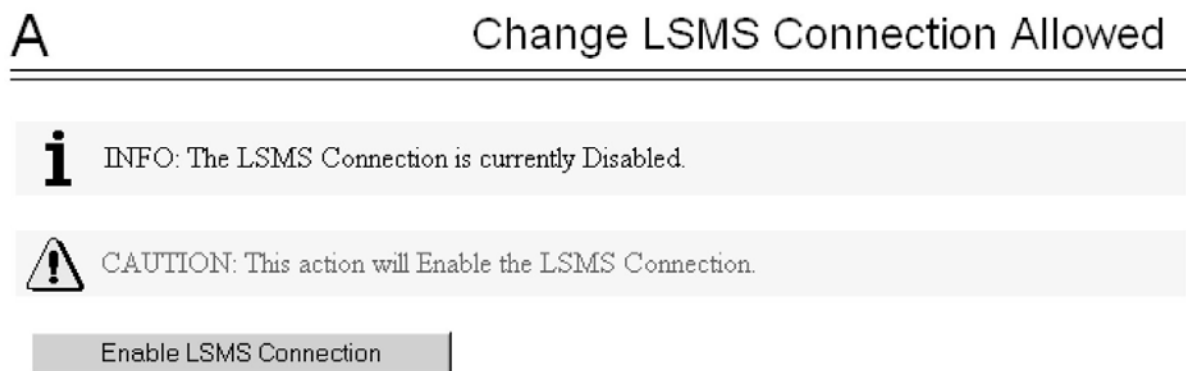 A Change LSMS Connection Allowed
INFO: The LSMS Connection is currently Disabled.
CAUTION: This action will Enable the LSMS Connection.
Enable LSMS Connection